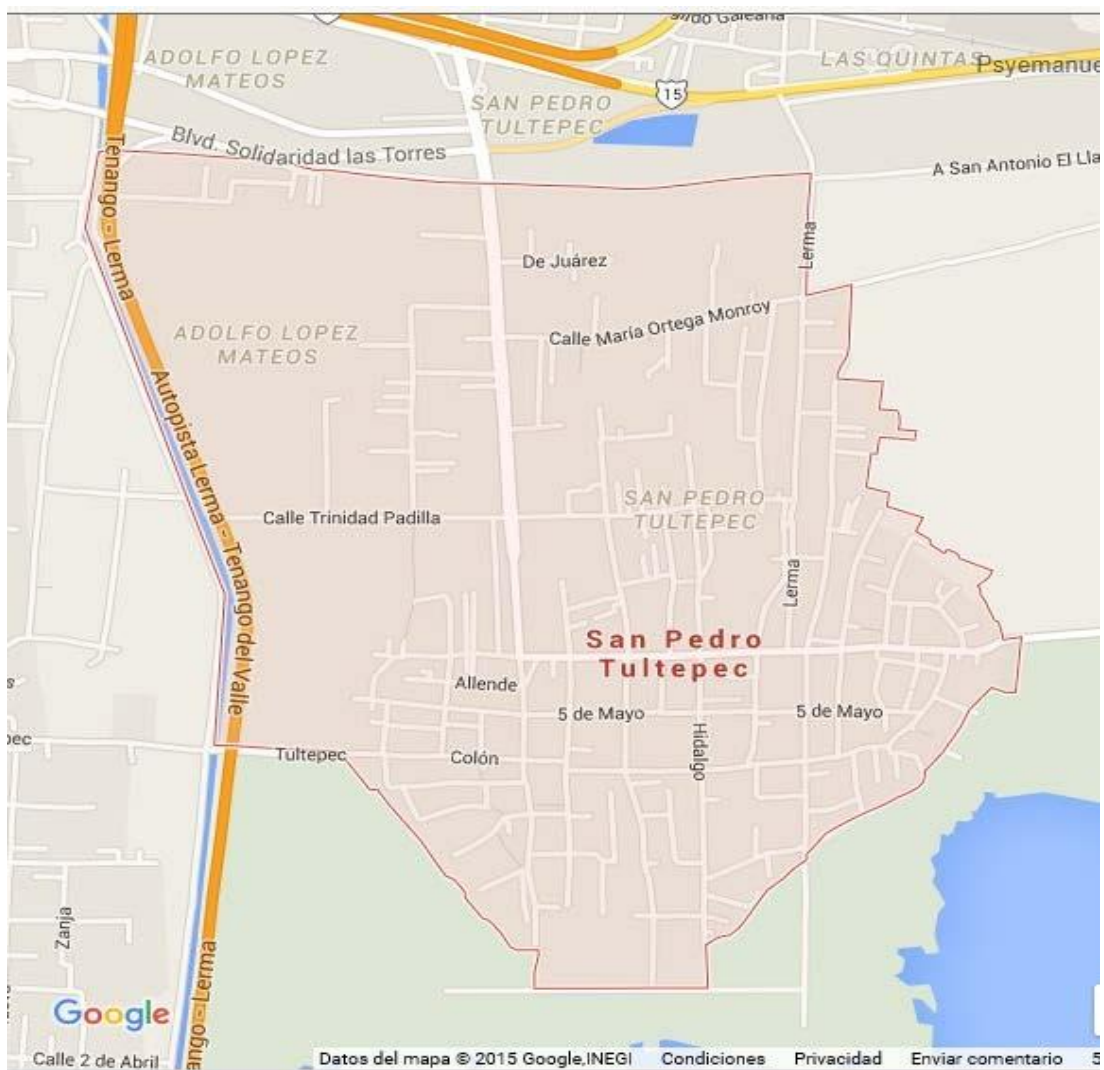 ADOLFO LOPEZ
MATEOS
LAS QUINTAS
Psyemanue
15
SAN PEDRO
TULTEPEC
Blvd. Solidaridad las Torres
A San Antonio El Lla
Tenango - Lerma
Lerma
De Juárez
Calle María Ortega Monroy
ADOLFO LOPEZ
MATEOS
Autopista Lerma - Tenango del Valle
Calle Trinidad Padilla
SAN PEDRO
TULTEPEC
Lerma
San Pedro
Tultepec
Allende
5 de Mayo
5 de Mayo
Hidalgo
Tultepec
Colón
Zanja
ango - Lerma
Google
Calle 2 de Abril
Datos del mapa © 2015 Google,INEGI
Condiciones
Privacidad
Enviar comentario
5